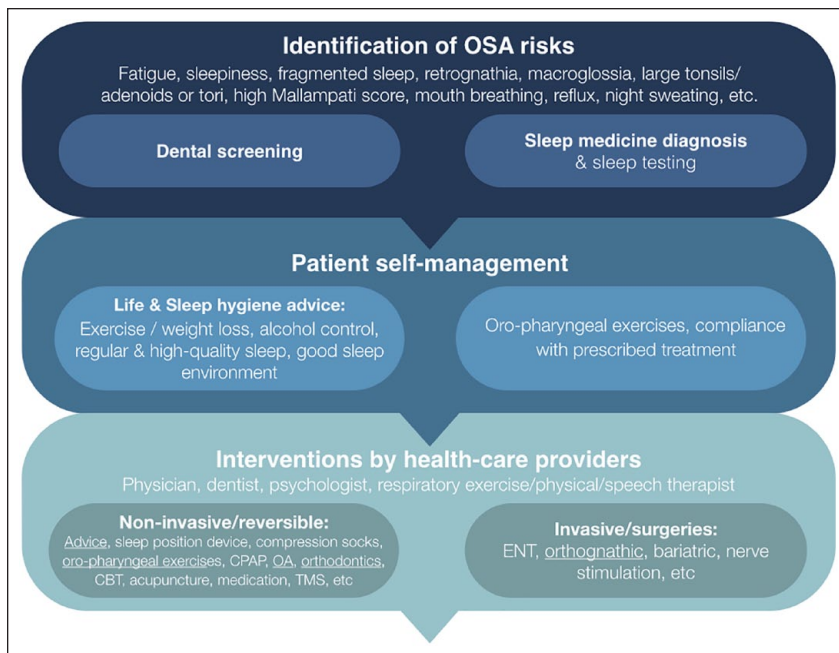 Identification of OSA risks
Fatigue, sleepiness, fragmented sleep, retrognathia, macroglossia, large tonsils/
adenoids or tori, high Mallampati score, mouth breathing, reflux, night sweating, etc.
Dental screening
Sleep medicine diagnosis
& sleep testing
Patient self-management
Life & Sleep hygiene advice:
Exercise / weight loss, alcohol control,
regular & high-quality sleep, good sleep
environment
Oro-pharyngeal exercises, compliance
with prescribed treatment
Interventions by health-care providers
Physician, dentist, psychologist, respiratory exercise/physical/speech therapist
Non-invasive/reversible:
Advice, sleep position device, compression socks,
oro-pharyngeal exercises, CPAP, OA, orthodontics,
CBT, acupuncture, medication, TMS, etc
Invasive/surgeries:
ENT, orthognathic, bariatric, nerve
stimulation, etc